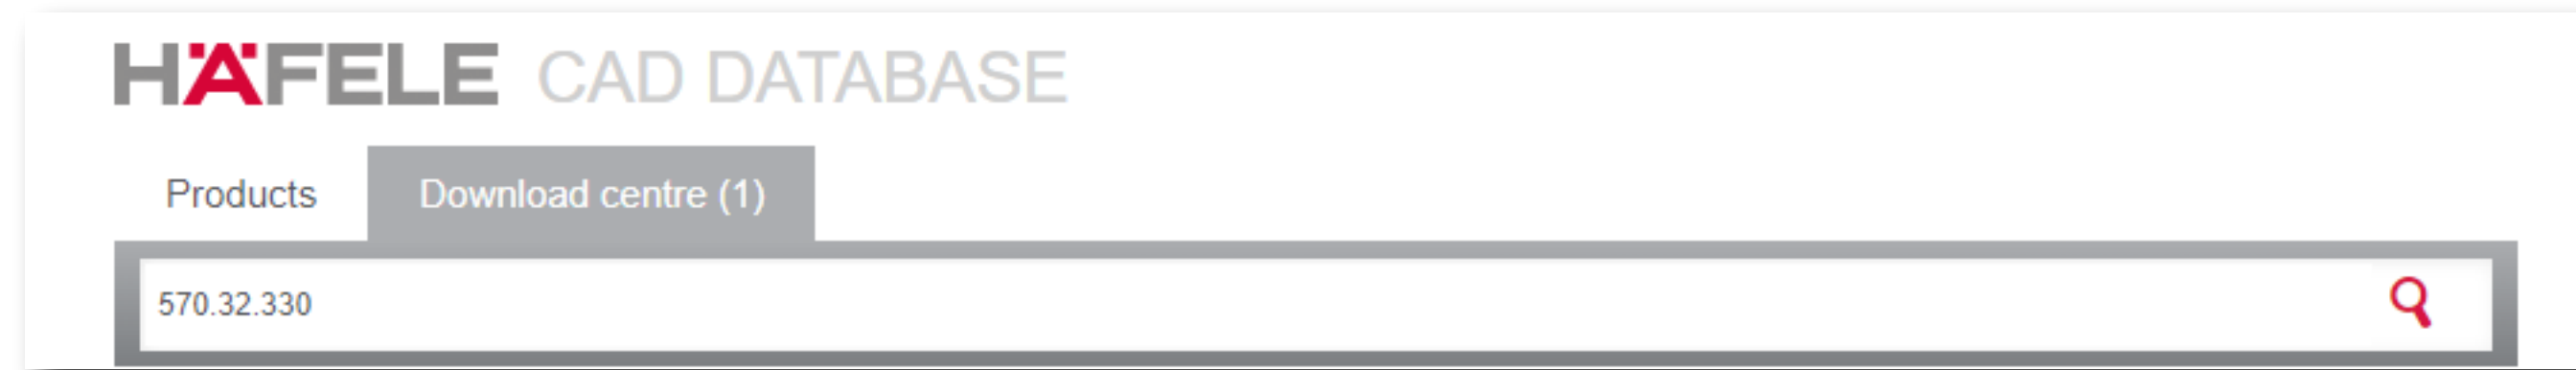 HÄFELE CAD DATABASE
Products Download centre (1)
570.32.330